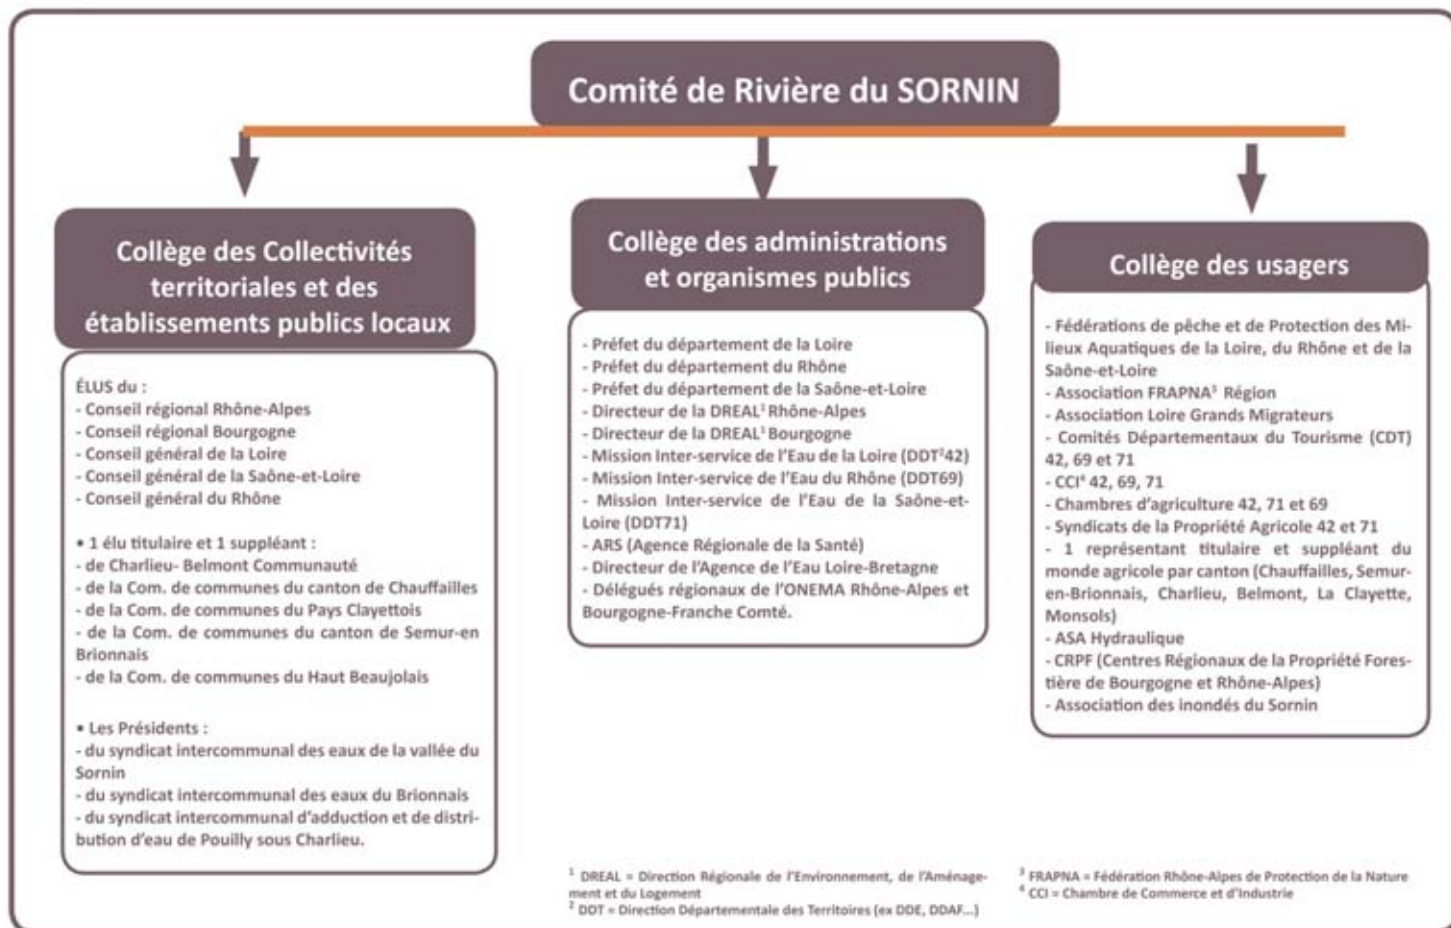 Comité de Rivière du SORNIN
Collège des Collectivités
territoriales et des
établissements publics locaux
ÉLUS du :
- Conseil régional Rhône-Alpes
- Conseil régional Bourgogne
- Conseil général de la Loire
- Conseil général de la Saône-et-Loire
- Conseil général du Rhône
• 1 élu titulaire et 1 suppléant :
- de Charlieu- Belmont Communauté
- de la Com. de communes du canton de Chauffailles
- de la Com. de communes du Pays Clayettois
- de la Com. de communes du canton de Semur-en
Brionnais
- de la Com. de communes du Haut Beaujolais
• Les Présidents :
- du syndicat intercommunal des eaux de la vallée du
Sornin
- du syndicat intercommunal des eaux du Brionnais
- du syndicat intercommunal d'adduction et de distri-
bution d'eau de Pouilly sous Charlieu.
Collège des administrations
et organismes publics
- Préfet du département de la Loire
- Préfet du département du Rhône
- Préfet du département de la Saône-et-Loire
- Directeur de la DREAL¹ Rhône-Alpes
- Directeur de la DREAL¹ Bourgogne
- Mission Inter-service de l'Eau de la Loire (DDT²42)
- Mission Inter-service de l'Eau du Rhône (DDT69)
- Mission Inter-service de l'Eau de la Saône-et-
Loire (DDT71)
- ARS (Agence Régionale de la Santé)
- Directeur de l'Agence de l'Eau Loire-Bretagne
- Délégués régionaux de l'ONEMA Rhône-Alpes et
Bourgogne-Franche Comté.
Collège des usagers
- Fédérations de pêche et de Protection des Mi-
lieux Aquatiques de la Loire, du Rhône et de la
Saône-et-Loire
- Association FRAPNA³ Région
- Association Loire Grands Migrateurs
- Comités Départementaux du Tourisme (CDT)
42, 69 et 71
- CCI⁴ 42, 69, 71
- Chambres d'agriculture 42, 71 et 69
- Syndicats de la Propriété Agricole 42 et 71
- 1 représentant titulaire et suppléant du
monde agricole par canton (Chauffailles, Semur-
en-Brionnais, Charlieu, Belmont, La Clayette,
Monsols)
- ASA Hydraulique
- CRPF (Centres Régionaux de la Propriété Fores-
tière de Bourgogne et Rhône-Alpes)
- Association des inondés du Sornin
¹ DREAL = Direction Régionale de l'Environnement, de l'Aménage-
ment et du Logement
² DDT = Direction Départementale des Territoires (ex DDE, DDAF...)
³ FRAPNA = Fédération Rhône-Alpes de Protection de la Nature
⁴ CCI = Chambre de Commerce et d'Industrie